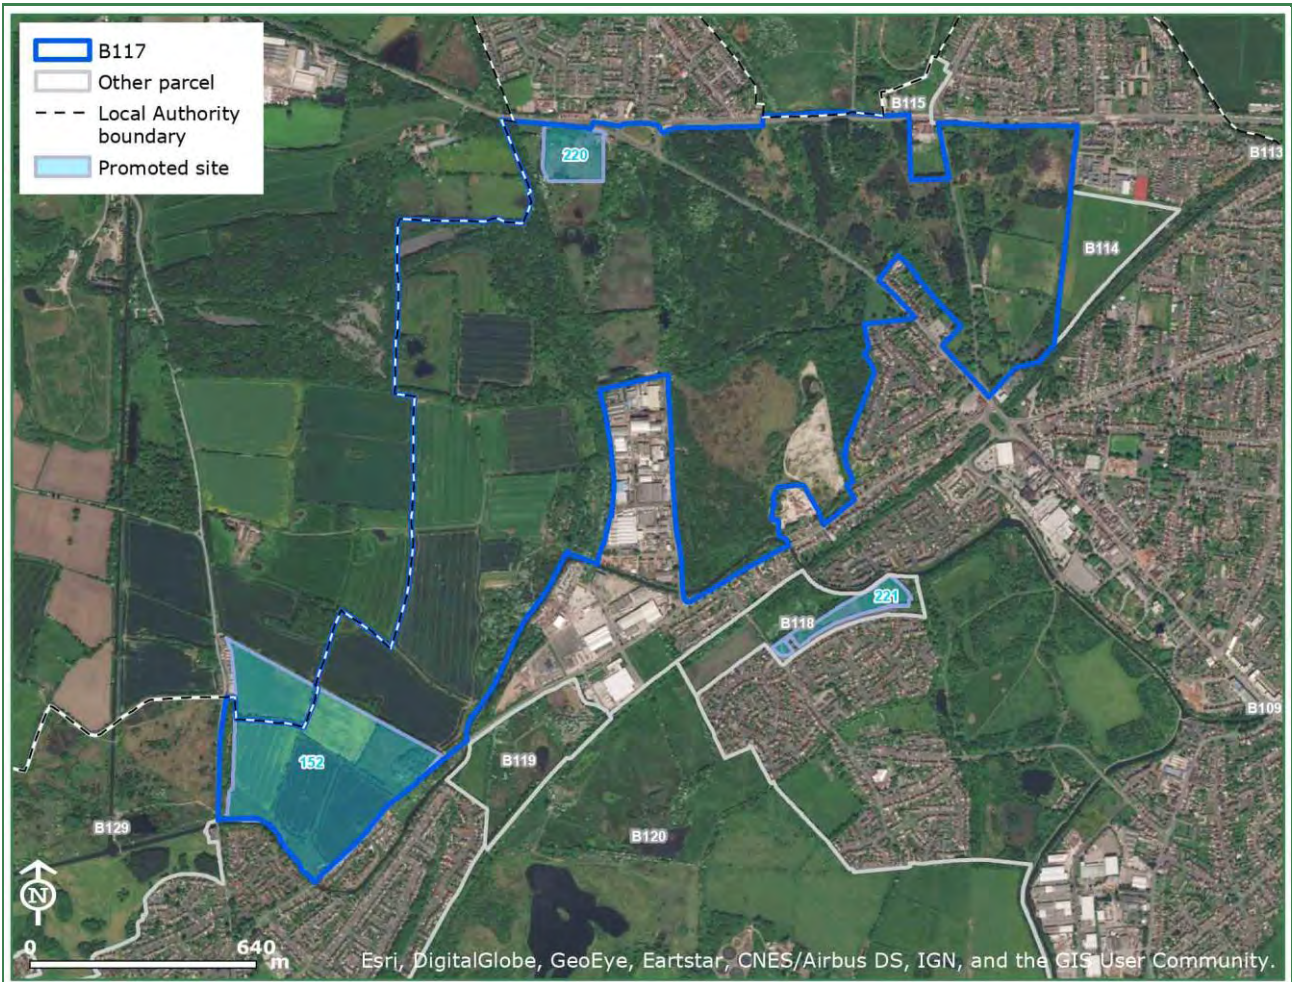 B117
Other parcel
Local Authority
boundary
Promoted site
B115
B113
220
B114
221
B118
B109
152
B119
B129
B120
N
0 640
m
Esri, DigitalGlobe, GeoEye, Eartstar, CNES/Airbus DS, IGN, and the GIS User Community.